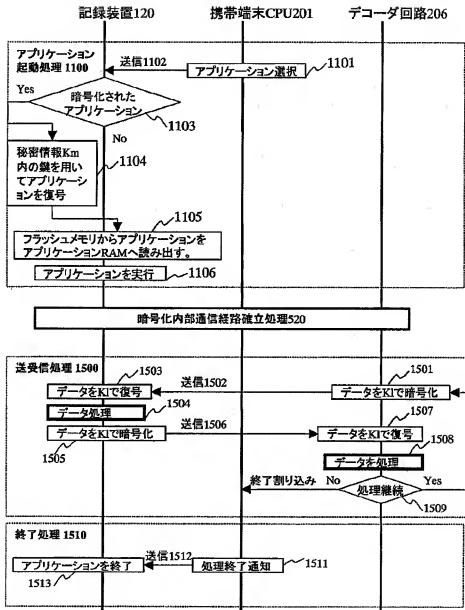 記録装置120
携帯端末CPU201
デコーダ回路206
アプリケーション
起動処理 1100
送信1102
アプリケーション選択
1101
Yes
暗号化された
アプリケーション
1103
No
秘密情報Km
内の鍵を用い
てアプリケーシ
ョンを復号
1104
1105
フラッシュメモリからアプリケーションを
アプリケーションRAMへ読み出す。
アプリケーションを実行
1106
暗号化内部通信経路確立処理520
送受信処理 1500
1503
データをKIで復号
送信1502
1501
データをKIで暗号化
データ処理
1504
1507
データをKIで暗号化
送信1506
データをKIで復号
1505
1508
データを処理
終了割り込み
No
処理継続
Yes
1509
終了処理 1510
アプリケーションを終了
送信1512
処理終了通知
1511
1513